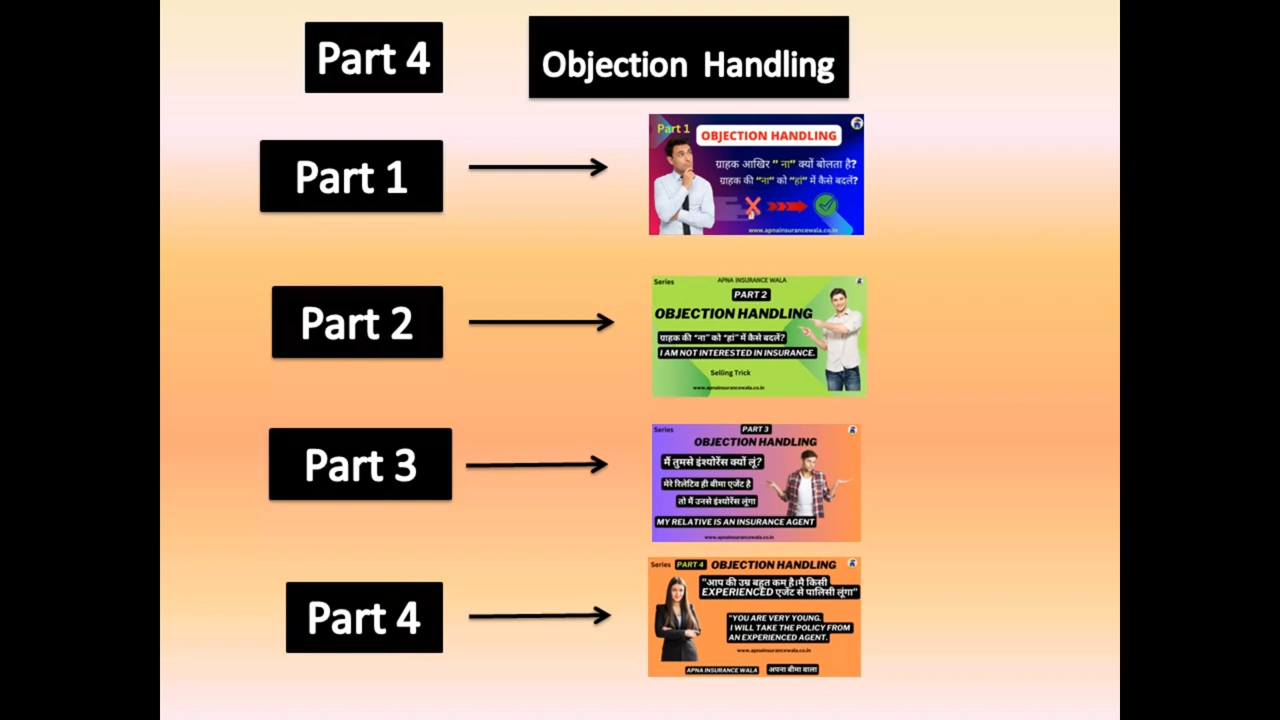 Part 4
Objection Handling
Part 1
Part 1
OBJECTION HANDLING
ग्राहक आखिर " ना" क्यों बोलता है?
ग्राहक की "ना" को "हां" में कैसे बदलें?
www.apnainsurancewala.co.in
Part 2
Series
APNA INSURANCE WALA
PART 2
OBJECTION HANDLING
ग्राहक की "ना" को "हां" में कैसे बदलें?
I AM NOT INTERESTED IN INSURANCE.
Selling Trick
www.apnainsurancewala.co.in
Part 3
Series
PART 3
OBJECTION HANDLING
मैं तुमसे इंश्योरेंस क्यों लूं?
मेरे रिलेटिव ही बीमा एजेंट है
तो मैं उनसे इंश्योरेंस लूंगा
MY RELATIVE IS AN INSURANCE AGENT
www.apnainsurancewala.co.in
Part 4
Series PART 4 OBJECTION HANDLING
"आप की उम्र बहुत कम है।मै किसी
EXPERIENCED एजेंट से पालिसी लूंगा"
"YOU ARE VERY YOUNG.
I WILL TAKE THE POLICY FROM
AN EXPERIENCED AGENT.
www.apnainsurancewala.co.in
APNA INSURANCE WALA
अपना बीमा वाला